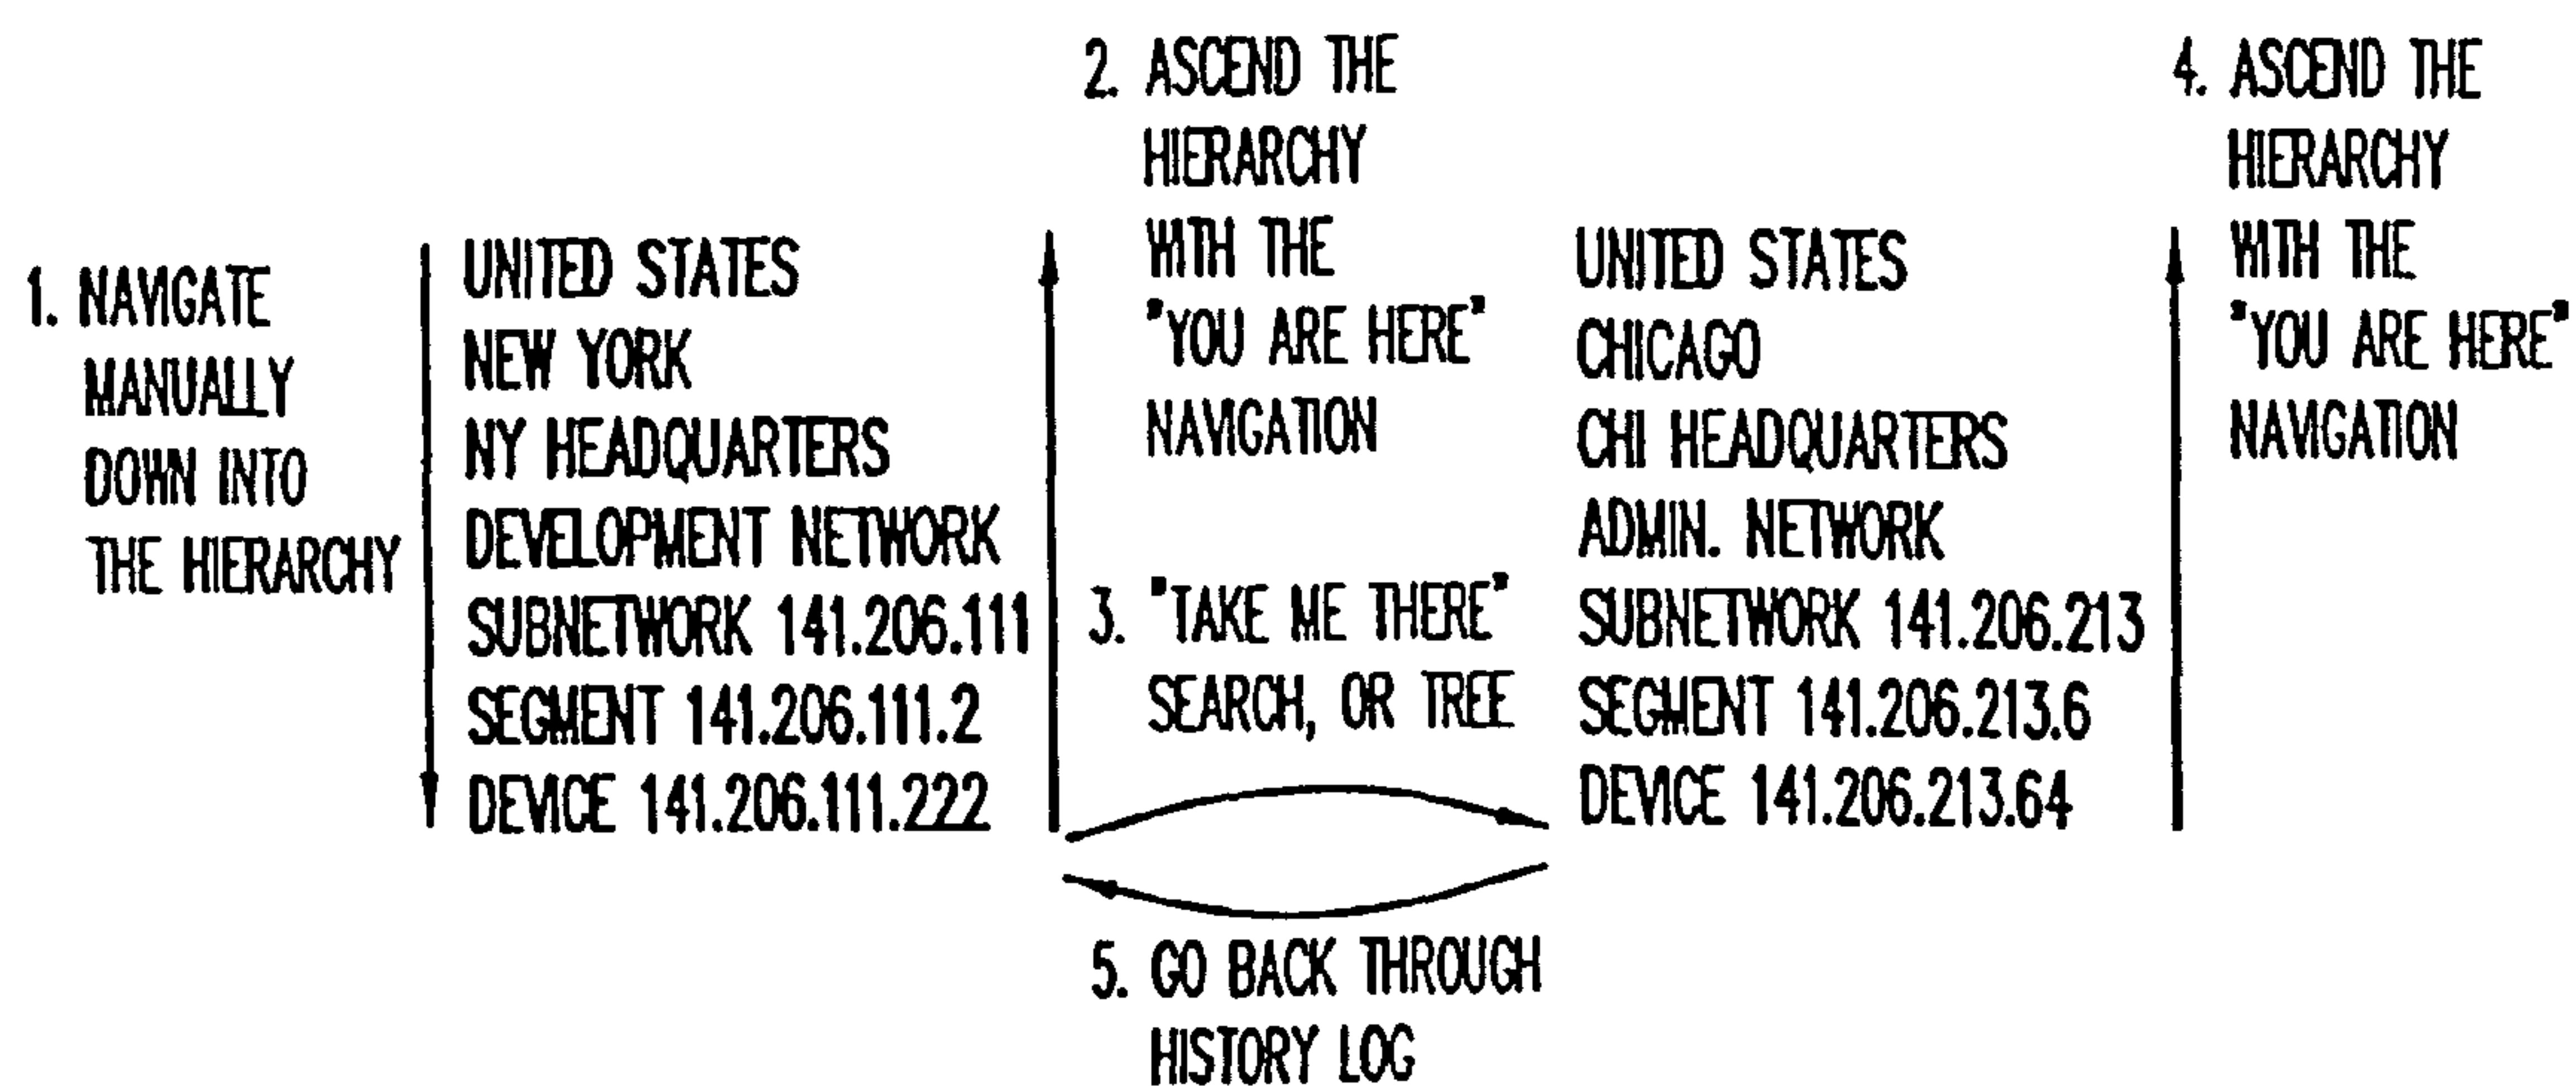 1. NAVIGATE
MANUALLY
DOWN INTO
THE HIERARCHY
UNITED STATES
NEW YORK
NY HEADQUARTERS
DEVELOPMENT NETWORK
SUBNETWORK 141.206.111
SEGMENT 141.206.111.2
DEVICE 141.206.111.222
2. ASCEND THE
HIERARCHY
WITH THE
"YOU ARE HERE"
NAVIGATION
3. "TAKE ME THERE"
SEARCH, OR TREE
UNITED STATES
CHICAGO
CHI HEADQUARTERS
ADMIN. NETWORK
SUBNETWORK 141.206.213
SEGMENT 141.206.213.6
DEVICE 141.206.213.64
4. ASCEND THE
HIERARCHY
WITH THE
"YOU ARE HERE"
NAVIGATION
5. GO BACK THROUGH
HISTORY LOG